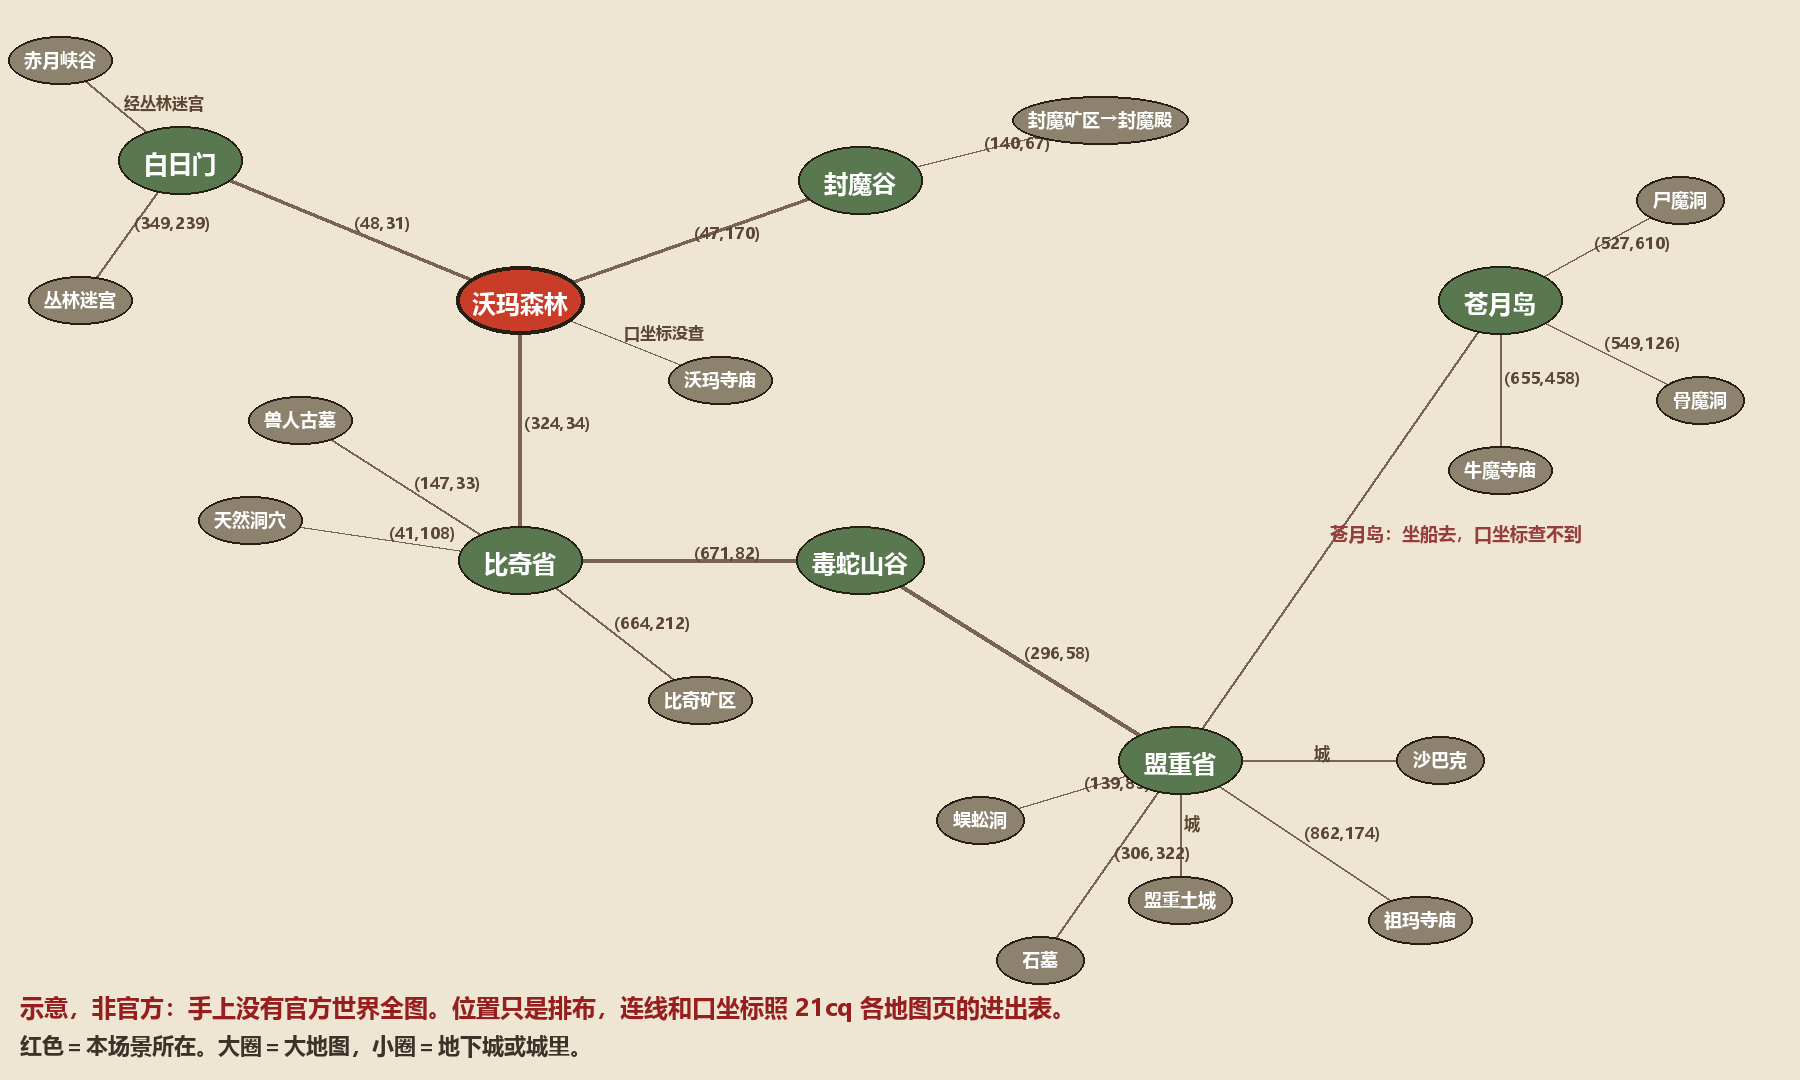 赤月峡谷
经丛林迷宫
封魔矿区→封魔殿
(140,67)
白日门
封魔谷
尸魔洞
(349,239)
(48,31)
(47,170)
(527,610)
丛林迷宫
沃玛森林
苍月岛
口坐标没查
(549,126)
沃玛寺庙
(655,458)
骨魔洞
兽人古墓
(324,34)
牛魔寺庙
(147,33)
天然洞穴
(41,108)
苍月岛：坐船去，口坐标查不到
比奇省
(671,82)
毒蛇山谷
(664,212)
(296,58)
比奇矿区
盟重省
城
沙巴克
蜈蚣洞
城
(862,174)
(306,322)
盟重土城
祖玛寺庙
石墓
示意，非官方：手上没有官方世界全图。位置只是排布，连线和口坐标照 21cq 各地图页的进出表。
红色＝本场景所在。大圈＝大地图，小圈＝地下城或城里。